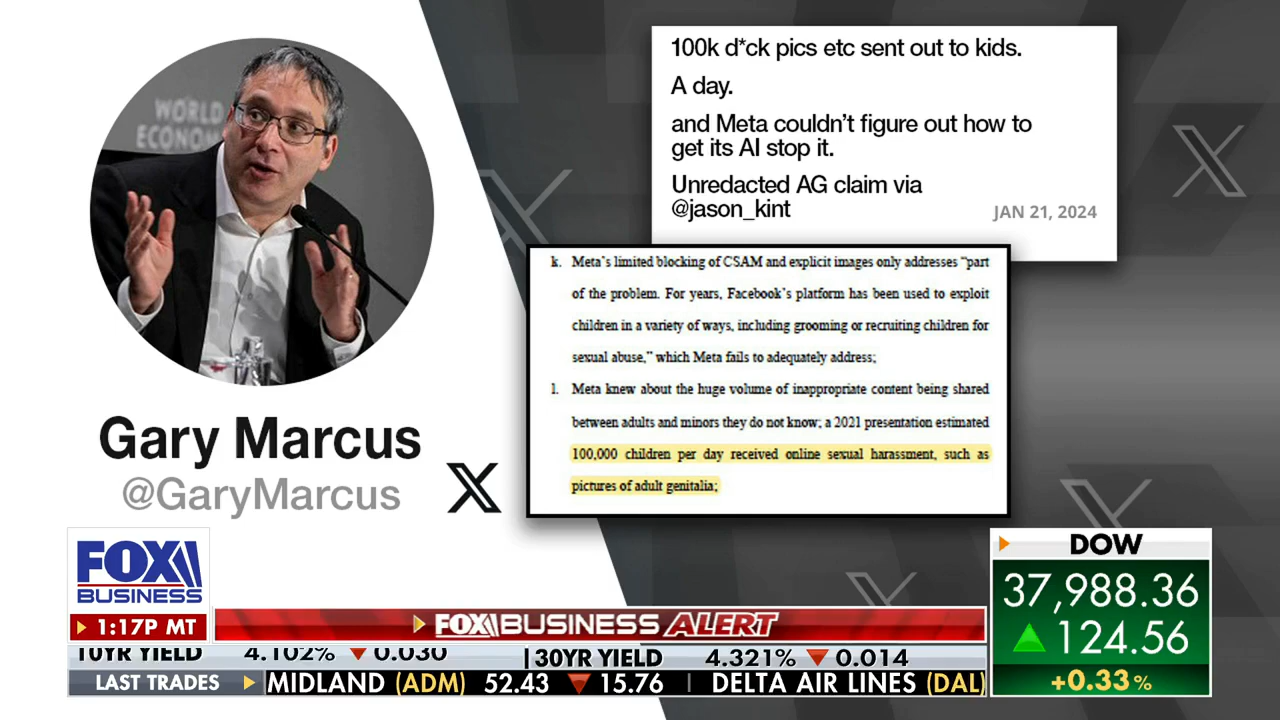 WORLD
ECONOM
100k d*ck pics etc sent out to kids.
A day.
and Meta couldn't figure out how to
get its AI stop it.
Unredacted AG claim via
@jason_kint
JAN 21, 2024
k. Meta's limited blocking of CSAM and explicit images only addresses "part
of the problem. For years, Facebook's platform has been used to exploit
children in a variety of ways, including grooming or recruiting children for
sexual abuse," which Meta fails to adequately address;
l. Meta knew about the huge volume of inappropriate content being shared
between adults and minors they do not know; a 2021 presentation estimated
100,000 children per day received online sexual harassment, such as
pictures of adult genitalia;
Gary Marcus
@GaryMarcus
FOX
BUSINESS
1:17P MT
FOX BUSINESS ALERT
10YR YIELD 4.102% ▼ 0.030 | 30YR YIELD 4.321% ▼ 0.014
LAST TRADES MIDLAND (ADM) 52.43 ▼ 15.76 | DELTA AIR LINES (DAL)
DOW
37,988.36
▲ 124.56
+0.33%